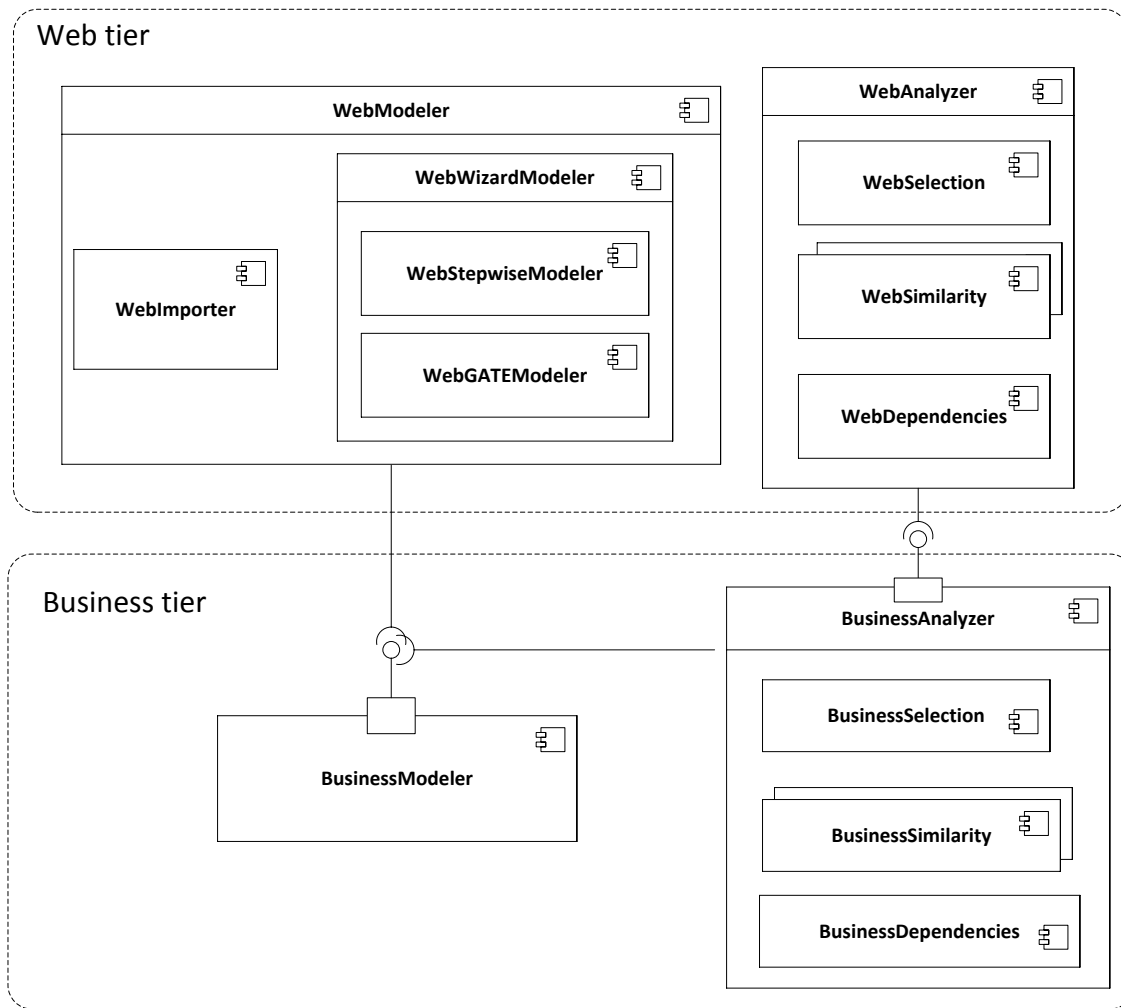 Web tier
WebModeler
WebWizardModeler
WebStepwiseModeler
WebImporter
WebGATEModeler
WebAnalyzer
WebSelection
WebSimilarity
WebDependencies
Business tier
BusinessModeler
BusinessAnalyzer
BusinessSelection
BusinessSimilarity
BusinessDependencies